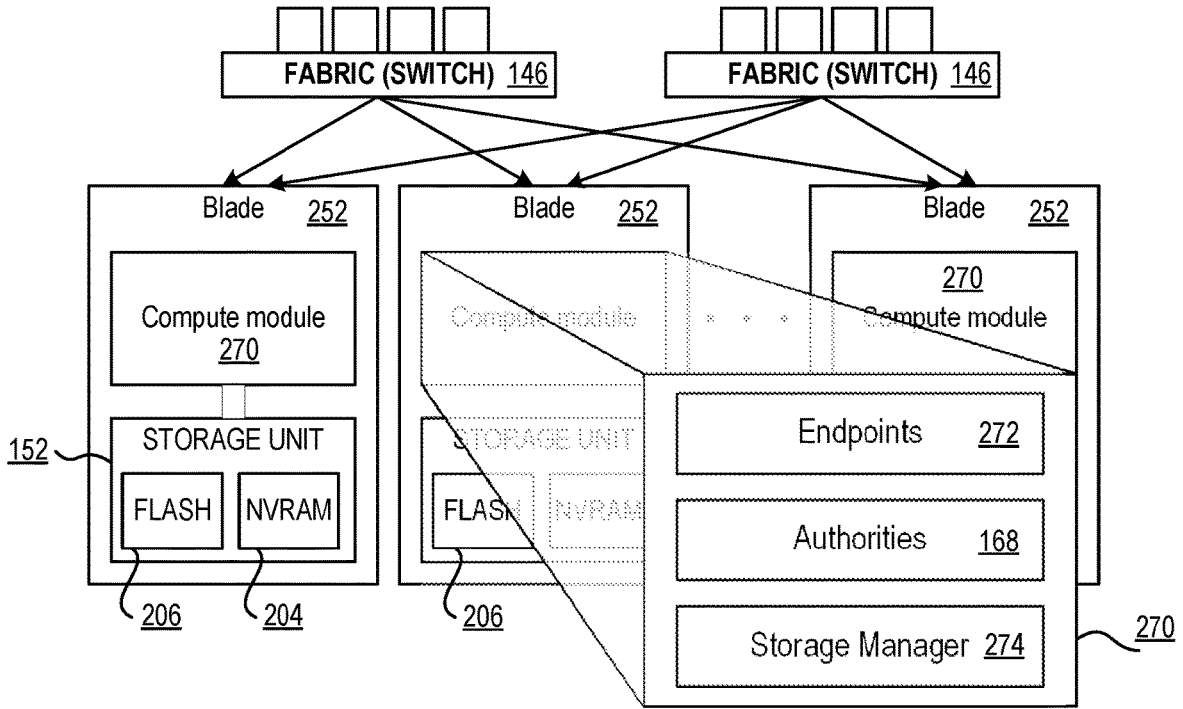 FABRIC (SWITCH) 146
FABRIC (SWITCH) 146
Blade 252
Blade 252
Blade 252
Compute module
270
Compute module
. . .
270
Compute module
152
STORAGE UNIT
FLASH
NVRAM
206
204
STORAGE UNIT
FLASH
NVRAM
206
Endpoints 272
Authorities 168
Storage Manager 274
270